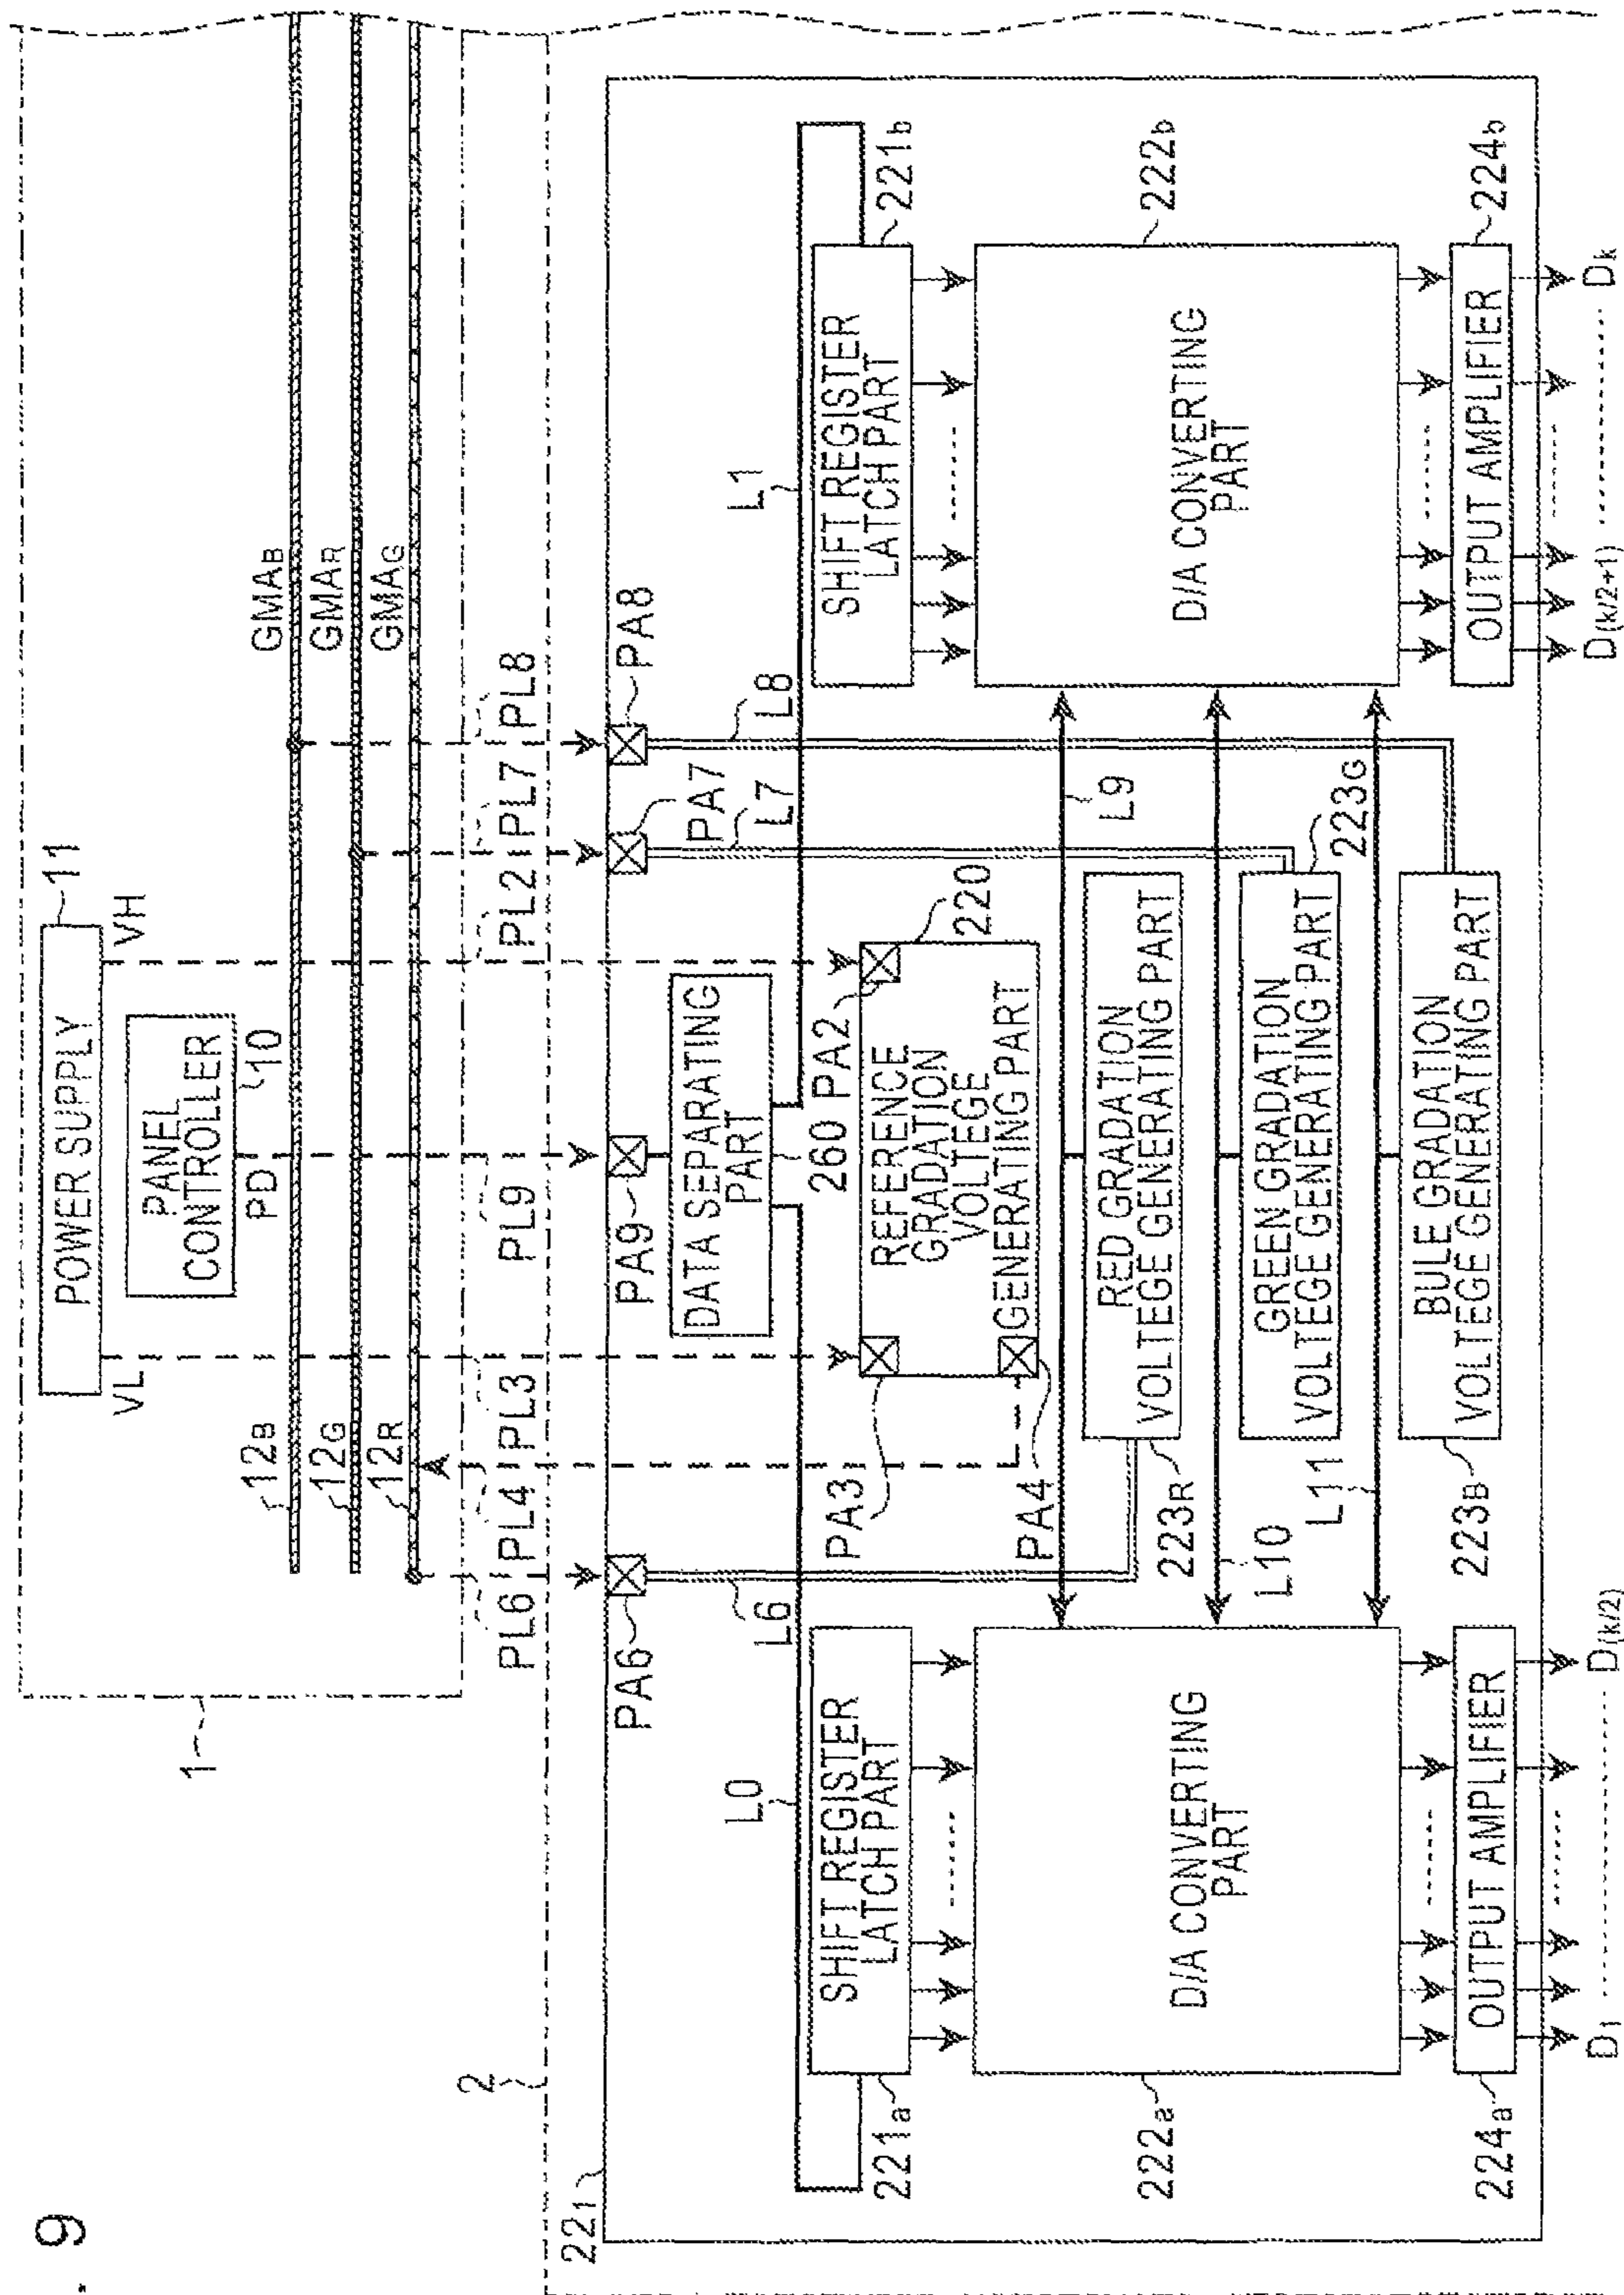 . 9
1
POWER SUPPLY
11
VL
VH
PANEL
CONTROLLER
PD
10
12B
GMAB
12G
GMAR
12R
GMAG
2
PL6
PL4
PL3
PL9
PL2
PL7
PL8
221
PA6
PA9
PA7
PA8
L6
L7
L8
DATA SEPARATING
PART
L0
L1
260
PA2
220
SHIFT REGISTER
LATCH PART
221a
PA3
REFERENCE
GRADATION
VOLTEGE
GENERATING PART
SHIFT REGISTER
LATCH PART
221b
PA4
L9
D/A CONVERTING
PART
222a
RED GRADATION
VOLTEGE GENERATING PART
223R
D/A CONVERTING
PART
222b
L10
GREEN GRADATION
VOLTEGE GENERATING PART
223G
L11
BULE GRADATION
VOLTEGE GENERATING PART
223B
OUTPUT AMPLIFIER
224a
OUTPUT AMPLIFIER
224b
D1
D(k/2)
D(k/2+1)
Dk